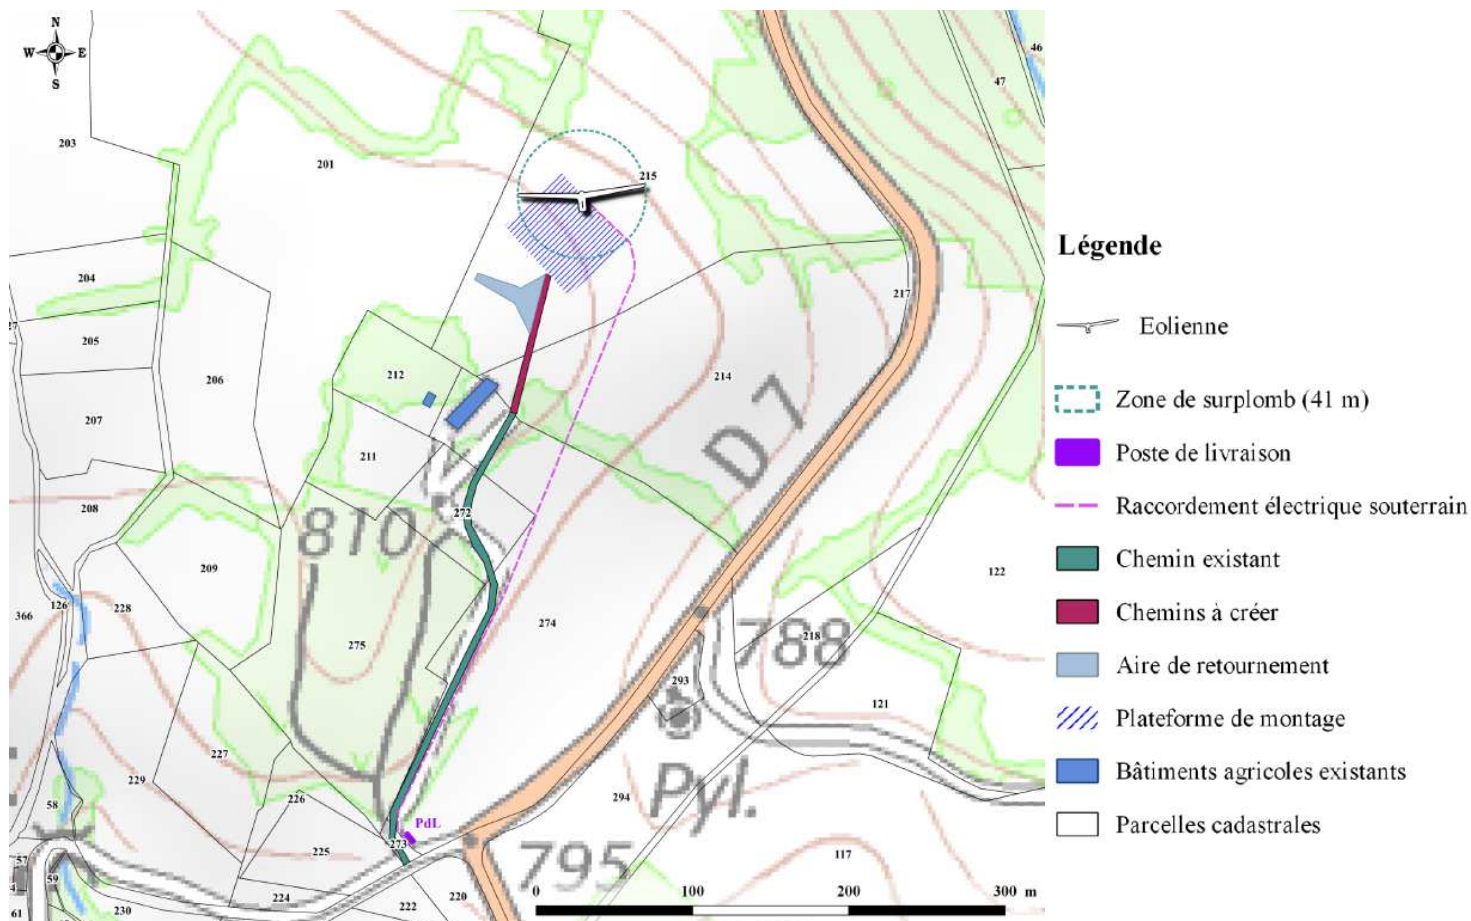 N
W E
S
46
47
203
201
215
204
217
27
205
212
214
206
D 7
207
211
208
272
810
209
122
126
366
228
274
218
275
788
293
121
227
229
Pyl.
226
294
58
PdL
273
225
795
117
57
59
224
220
222
61
230
0 100 200 300 m
Légende
Eolienne
Zone de surplomb (41 m)
Poste de livraison
Raccordement électrique souterrain
Chemin existant
Chemins à créer
Aire de retournement
Plateforme de montage
Bâtiments agricoles existants
Parcelles cadastrales